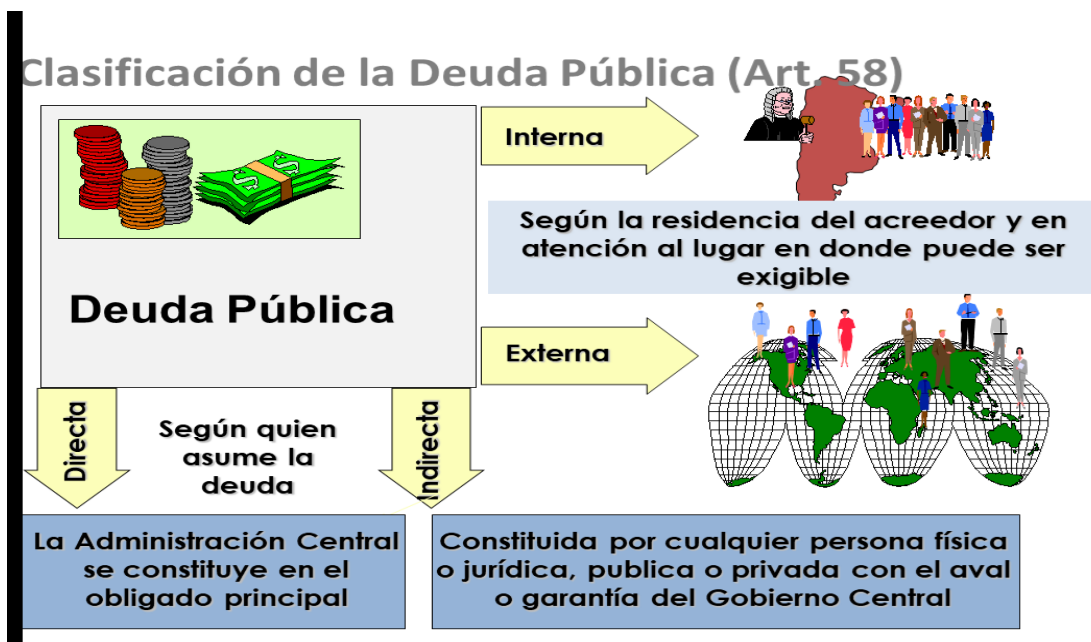 Clasificación de la Deuda Pública (Art. 58)
Interna
Según la residencia del acreedor y en
atención al lugar en donde puede ser
exigible
Deuda Pública
Externa
Directa
Según quien
asume la
deuda
Indirecta
La Administración Central
se constituye en el
obligado principal
Constituida por cualquier persona física
o jurídica, publica o privada con el aval
o garantía del Gobierno Central